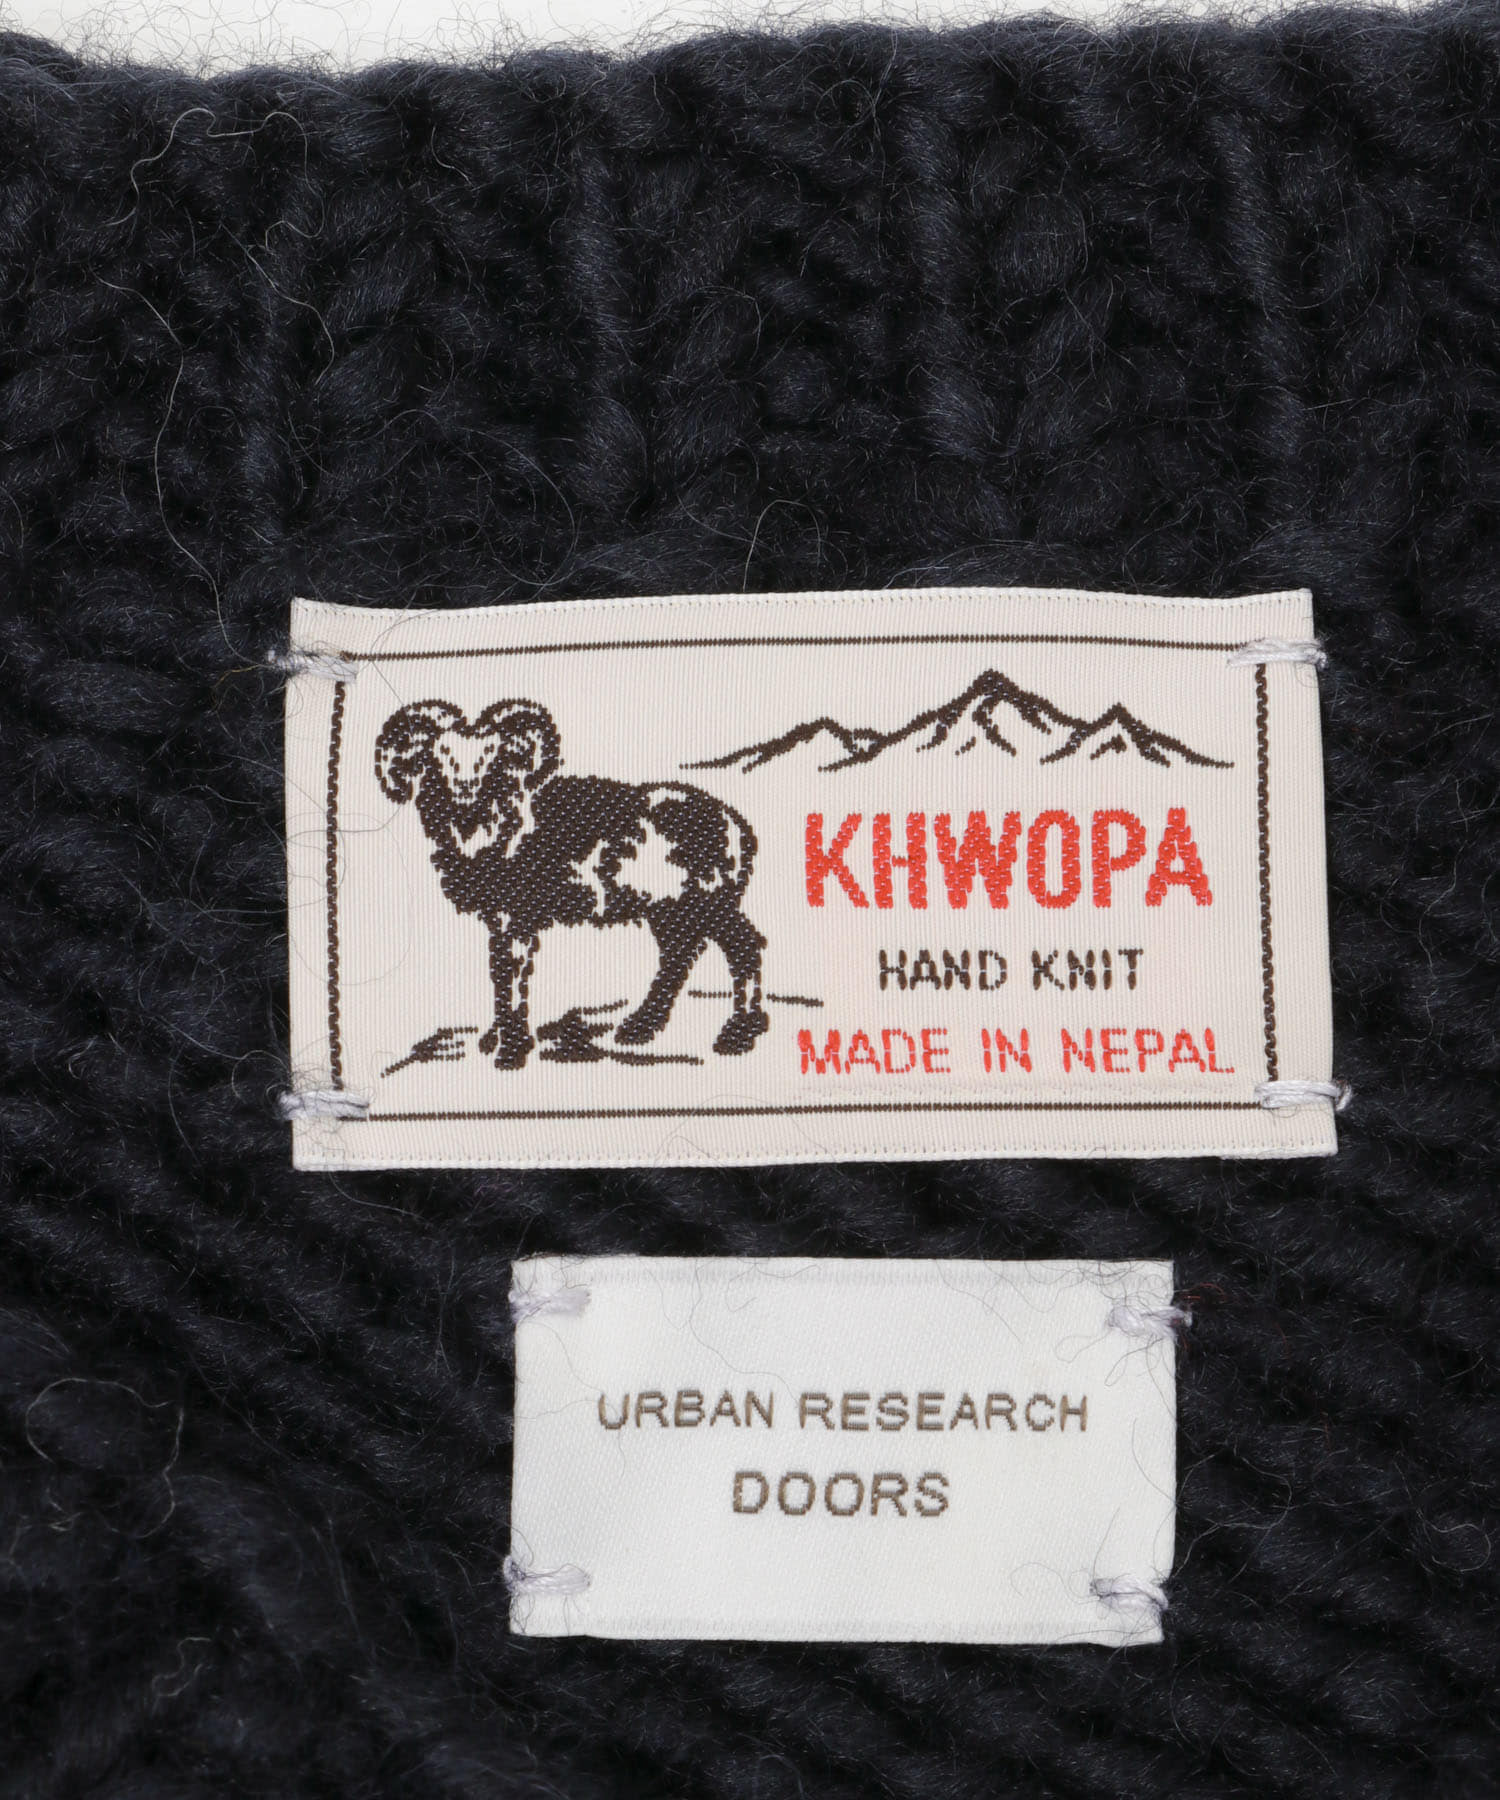 KHWOPA
HAND KNIT
MADE IN NEPAL
URBAN RESEARCH
DOORS